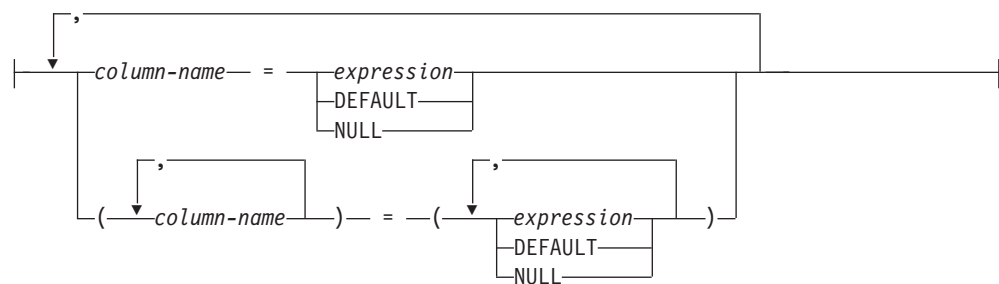 ,
column-name = expression
DEFAULT
NULL
, ,
( column-name ) = ( expression )
DEFAULT
NULL